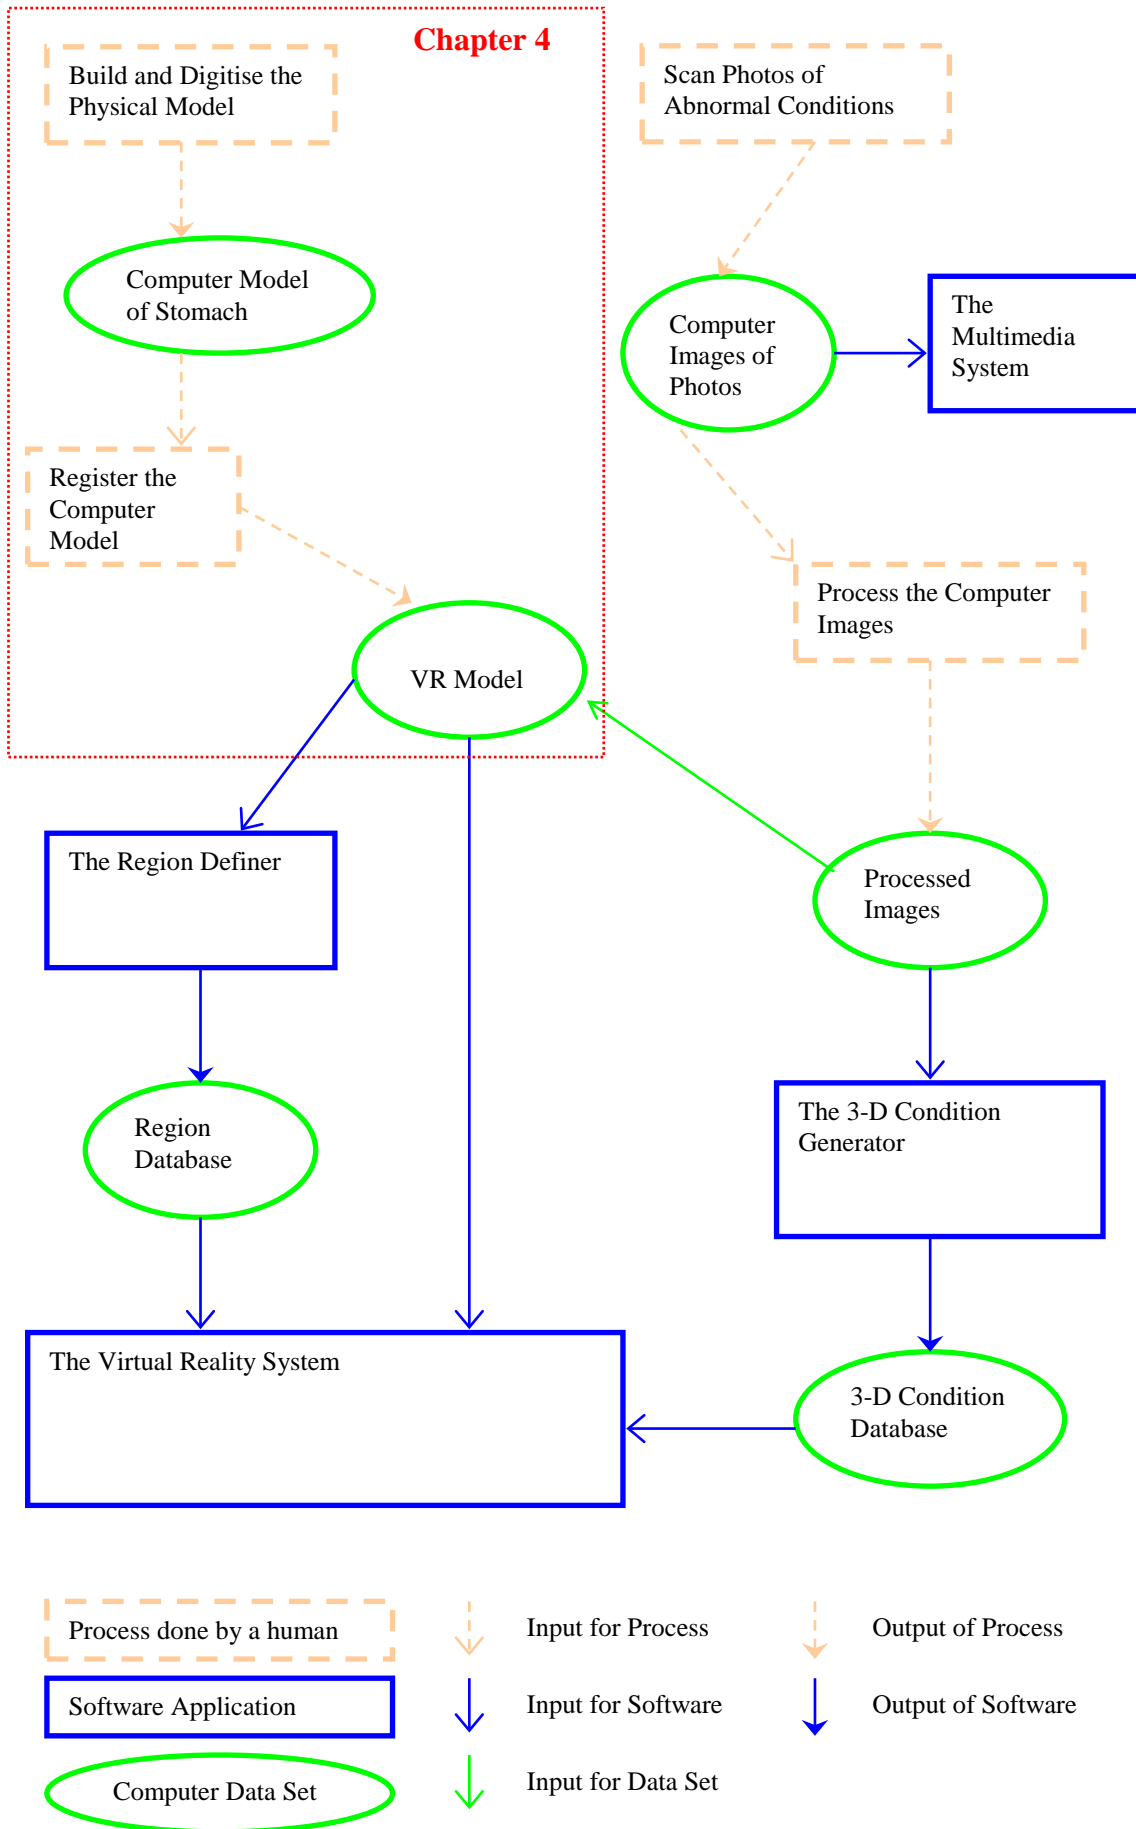 Chapter 4
Build and Digitise the
Physical Model
Scan Photos of
Abnormal Conditions
Computer Model
of Stomach
Computer
Images of
Photos
The
Multimedia
System
Register the
Computer
Model
Process the Computer
Images
VR Model
The Region Definer
Processed
Images
Region
Database
The 3-D Condition
Generator
The Virtual Reality System
3-D Condition
Database
Process done by a human
Input for Process
Output of Process
Software Application
Input for Software
Output of Software
Computer Data Set
Input for Data Set